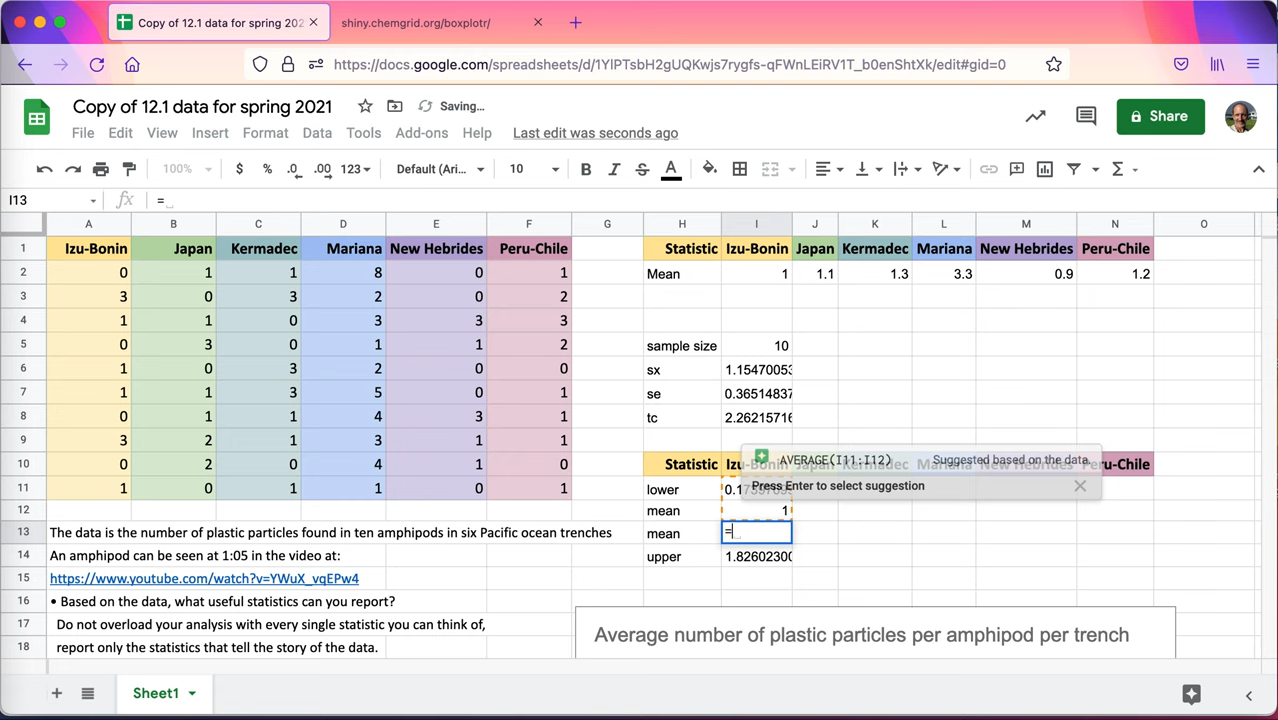 Copy of 12.1 data for spring 202
shiny.chemgrid.org/boxplotr/
https://docs.google.com/spreadsheets/d/1YlPTsbH2gUQKwjs7rygfs-qFWnLEiRV1T_b0enShtXk/edit#gid=0
Copy of 12.1 data for spring 2021 Saving...
File Edit View Insert Format Data Tools Add-ons Help Last edit was seconds ago
Share
100% $ % .0 .00 123 Default (Ari... 10 B I S A Σ
I13 fx =
A B C D E F G H I J K L M N O
1 Izu-Bonin Japan Kermadec Mariana New Hebrides Peru-Chile Statistic Izu-Bonin Japan Kermadec Mariana New Hebrides Peru-Chile
2 0 1 1 8 0 1 Mean 1 1.1 1.3 3.3 0.9 1.2
3 3 0 3 2 0 2
4 1 1 0 3 3 3
5 0 3 0 1 1 2 sample size 10
6 1 0 3 2 0 0 sx 1.15470053
7 1 1 3 5 0 1 se 0.36514837
8 0 1 1 4 3 1 tc 2.26215716
9 3 2 1 3 1 1
AVERAGE(I11:I12) Suggested based on the data.
10 0 2 0 4 1 0 Statistic Izu-Bonin Japan Kermadec Mariana New Hebrides Peru-Chile
Press Enter to select suggestion
11 1 0 1 1 0 1 lower
12 mean 1
13 The data is the number of plastic particles found in ten amphipods in six Pacific ocean trenches mean =
14 An amphipod can be seen at 1:05 in the video at: upper 1.82602300
15 https://www.youtube.com/watch?v=YWuX_vqEPw4
16 • Based on the data, what useful statistics can you report?
17 Do not overload your analysis with every single statistic you can think of,
Average number of plastic particles per amphipod per trench
18 report only the statistics that tell the story of the data.
Sheet1